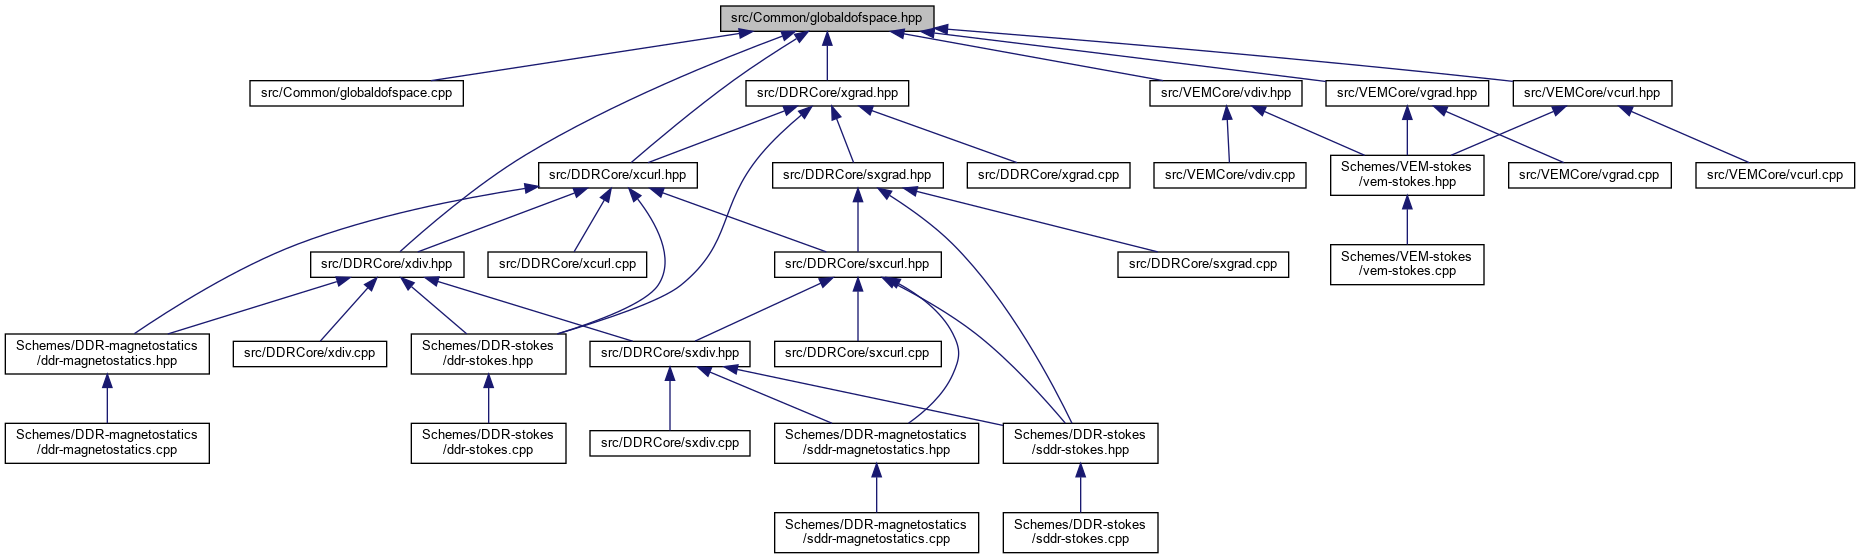 src/Common/globaldofspace.hpp
src/Common/globaldofspace.cpp
src/DDRCore/xgrad.hpp
src/VEMCore/vdiv.hpp
src/VEMCore/vgrad.hpp
src/VEMCore/vcurl.hpp
src/DDRCore/xcurl.hpp
src/DDRCore/sxgrad.hpp
src/DDRCore/xgrad.cpp
src/VEMCore/vdiv.cpp
Schemes/VEM-stokes
/vem-stokes.hpp
src/VEMCore/vgrad.cpp
src/VEMCore/vcurl.cpp
src/DDRCore/xdiv.hpp
src/DDRCore/xcurl.cpp
src/DDRCore/sxcurl.hpp
src/DDRCore/sxgrad.cpp
Schemes/VEM-stokes
/vem-stokes.cpp
Schemes/DDR-magnetostatics
/ddr-magnetostatics.hpp
src/DDRCore/xdiv.cpp
Schemes/DDR-stokes
/ddr-stokes.hpp
src/DDRCore/sxdiv.hpp
src/DDRCore/sxcurl.cpp
Schemes/DDR-magnetostatics
/ddr-magnetostatics.cpp
Schemes/DDR-stokes
/ddr-stokes.cpp
src/DDRCore/sxdiv.cpp
Schemes/DDR-magnetostatics
/sddr-magnetostatics.hpp
Schemes/DDR-stokes
/sddr-stokes.hpp
Schemes/DDR-magnetostatics
/sddr-magnetostatics.cpp
Schemes/DDR-stokes
/sddr-stokes.cpp